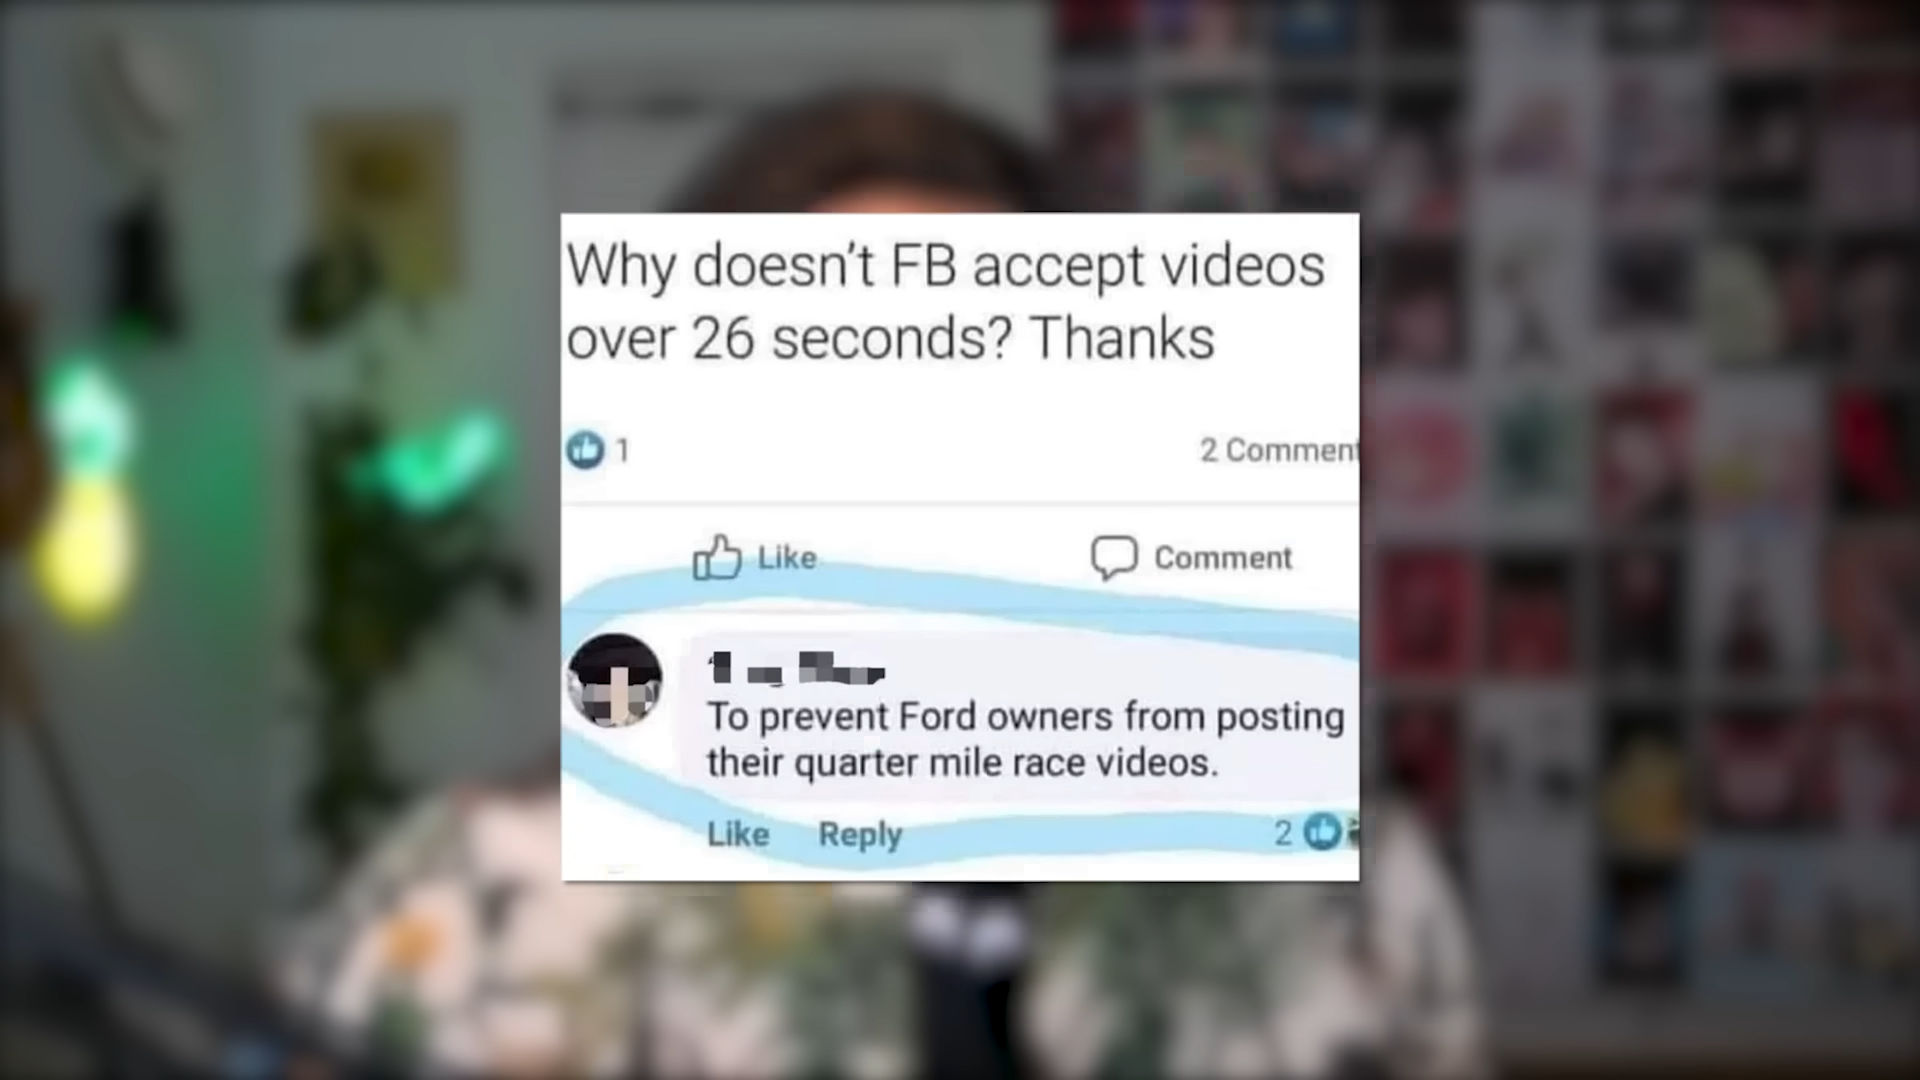 Why doesn't FB accept videos
over 26 seconds? Thanks
1
2 Comment
Like
Comment
To prevent Ford owners from posting
their quarter mile race videos.
Like
Reply
2